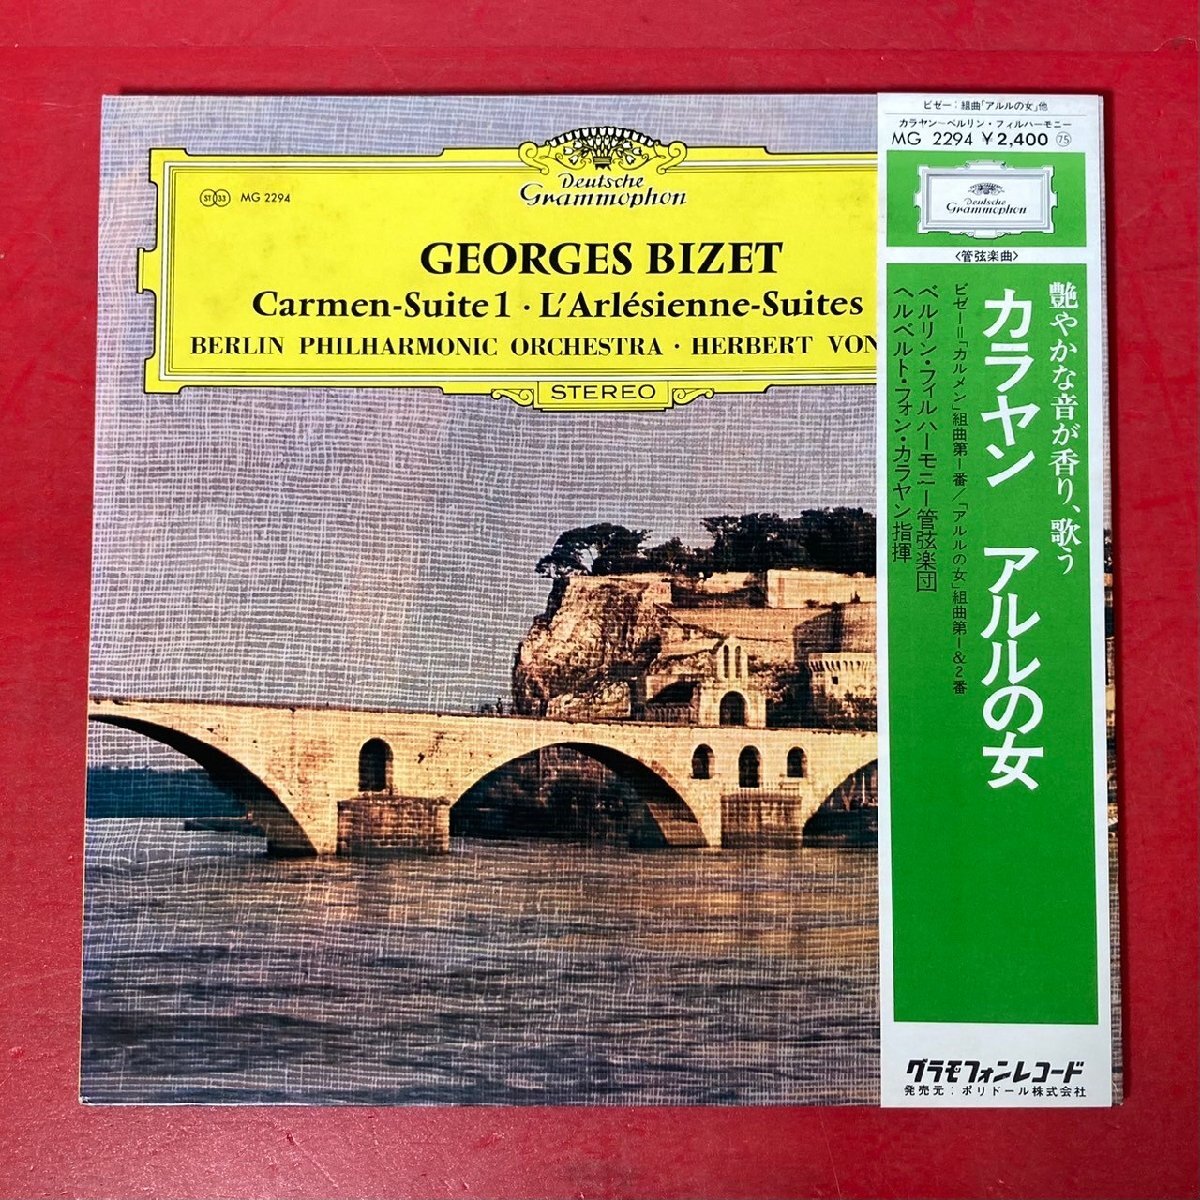 Deutsche
Grammophon
ST 33 MG 2294
GEORGES BIZET
Carmen-Suite 1 · L'Arlésienne-Suites
BERLIN PHILHARMONIC ORCHESTRA · HERBERT VON
STEREO
ビゼー：組曲「アルルの女」他
カラヤン－ベルリン・フィルハーモニー
MG 2294 ¥2,400 75
Deutsche
Grammophon
〈管弦楽曲〉
艶やかな音が香り、歌う
カラヤン アルルの女
ビゼー＝「カルメン」組曲第1番／「アルルの女」組曲第1&2番
ベルリン・フィルハーモニー管弦楽団
ヘルベルト・フォン・カラヤン指揮
グラモフォンレコード
発売元：ポリドール株式会社